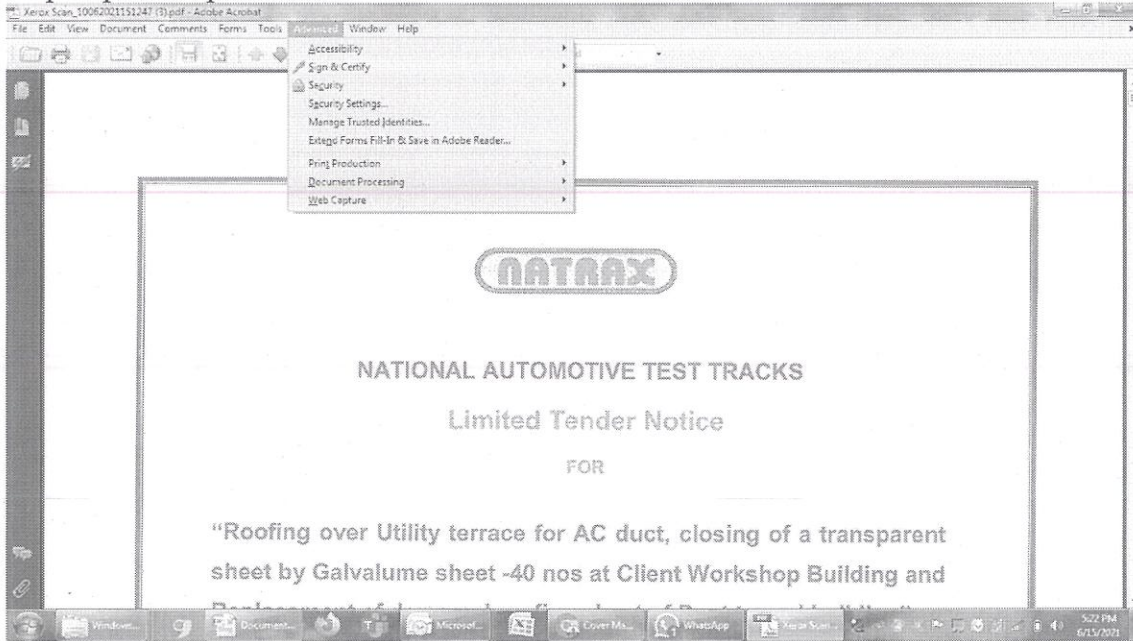 Xerox Scan_10062021151247 (3).pdf - Adobe Acrobat
File Edit View Document Comments Forms Tools Advanced Window Help
Accessibility
Sign & Certify
Security
Security Settings...
Manage Trusted Identities...
Extend Forms Fill-In & Save in Adobe Reader...
Print Production
Document Processing
Web Capture
NATRAX
NATIONAL AUTOMOTIVE TEST TRACKS
Limited Tender Notice
FOR
“Roofing over Utility terrace for AC duct, closing of a transparent
sheet by Galvalume sheet -40 nos at Client Workshop Building and
Windows... Document... Microsof... Cover Ma... WhatsApp Xerox Scan...
5:22 PM
6/15/2021